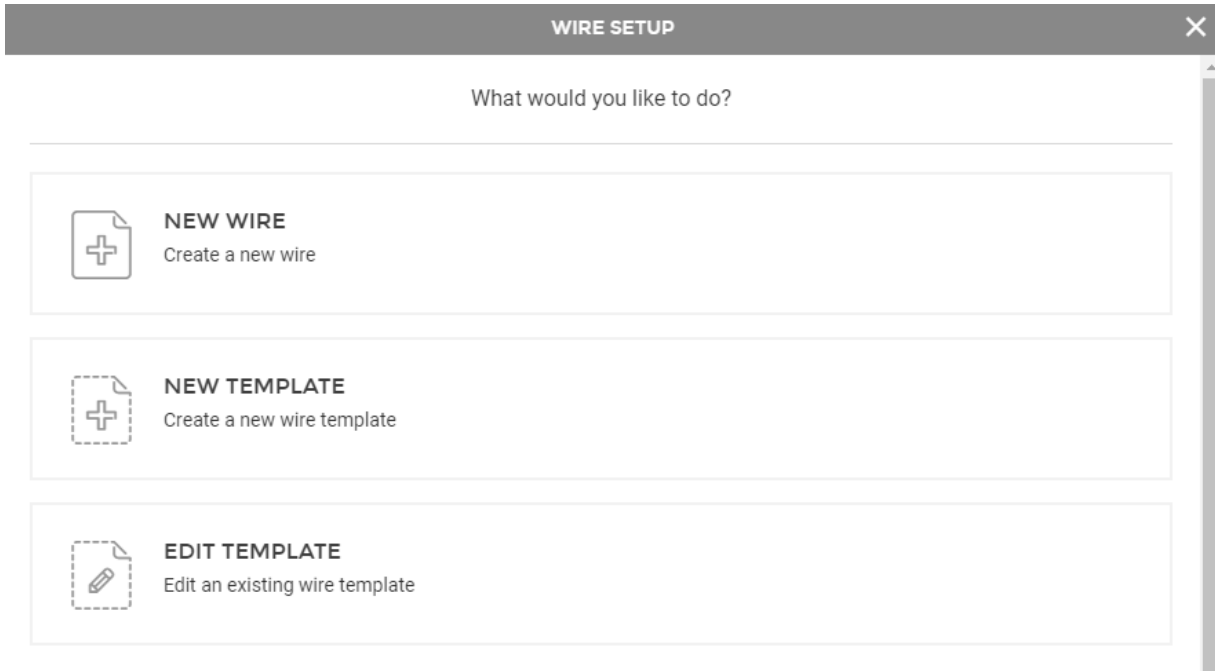 WIRE SETUP
What would you like to do?
NEW WIRE
Create a new wire
NEW TEMPLATE
Create a new wire template
EDIT TEMPLATE
Edit an existing wire template